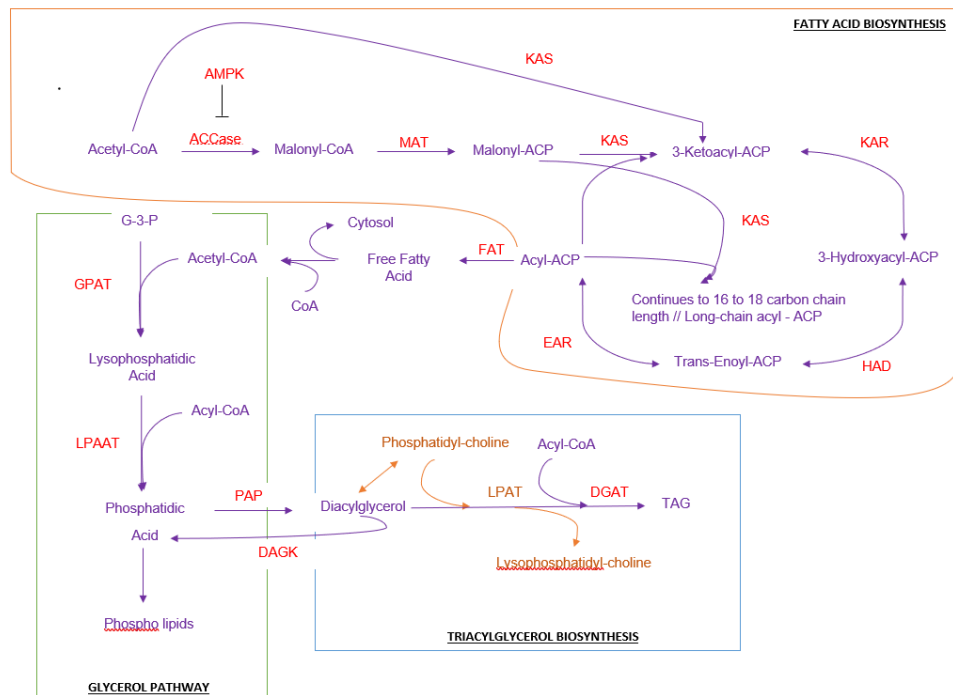 FATTY ACID BIOSYNTHESIS
KAS
AMPK
ACCase
Acetyl-CoA
Malonyl-CoA
MAT
Malonyl-ACP
KAS
3-Ketoacyl-ACP
KAR
KAS
G-3-P
Cytosol
Acetyl-CoA
Free Fatty
Acid
FAT
Acyl-ACP
3-Hydroxyacyl-ACP
GPAT
CoA
Continues to 16 to 18 carbon chain
length // Long-chain acyl - ACP
EAR
Trans-Enoyl-ACP
HAD
Lysophosphatidic
Acid
Acyl-CoA
LPAAT
Phosphatidyl-choline
Acyl-CoA
PAP
LPAT
DGAT
Phosphatidic
Acid
Diacylglycerol
TAG
DAGK
Lysophosphatidyl-choline
Phospho lipids
TRIACYLGLYCEROL BIOSYNTHESIS
GLYCEROL PATHWAY